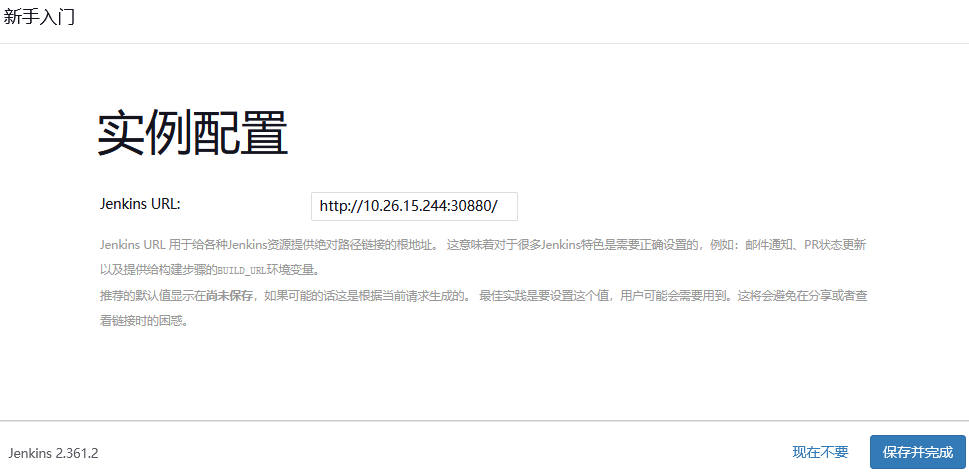 新手入门
实例配置
Jenkins URL:
http://10.26.15.244:30880/
Jenkins URL 用于给各种Jenkins资源提供绝对路径链接的根地址。 这意味着对于很多Jenkins特色是需要正确设置的，例如：邮件通知、PR状态更新
以及提供给构建步骤的BUILD_URL环境变量。
推荐的默认值显示在尚未保存，如果可能的话这是根据当前请求生成的。 最佳实践是要设置这个值，用户可能会需要用到。这将会避免在分享或者查
看链接时的困惑。
Jenkins 2.361.2
现在不要
保存并完成